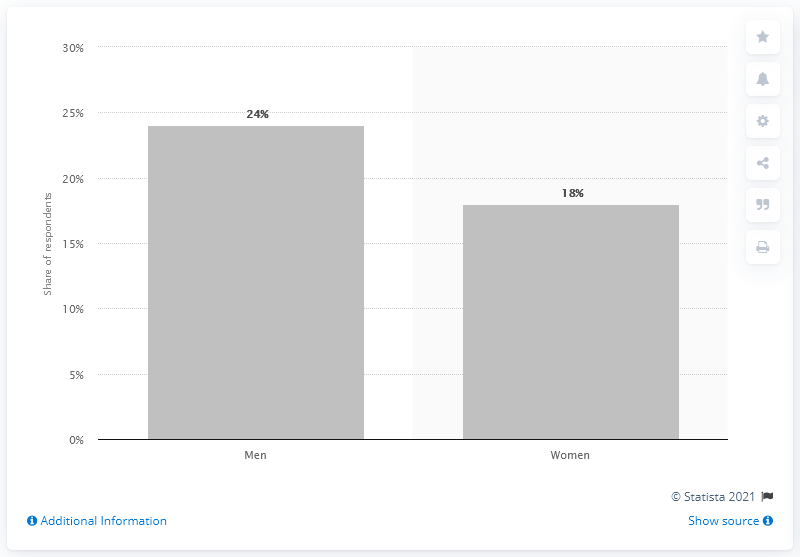 30%
25%
20%
15%
10%
5%
0%
Share of respondents
24%
18%
Men
Women
© Statista 2021
Additional Information
Show source